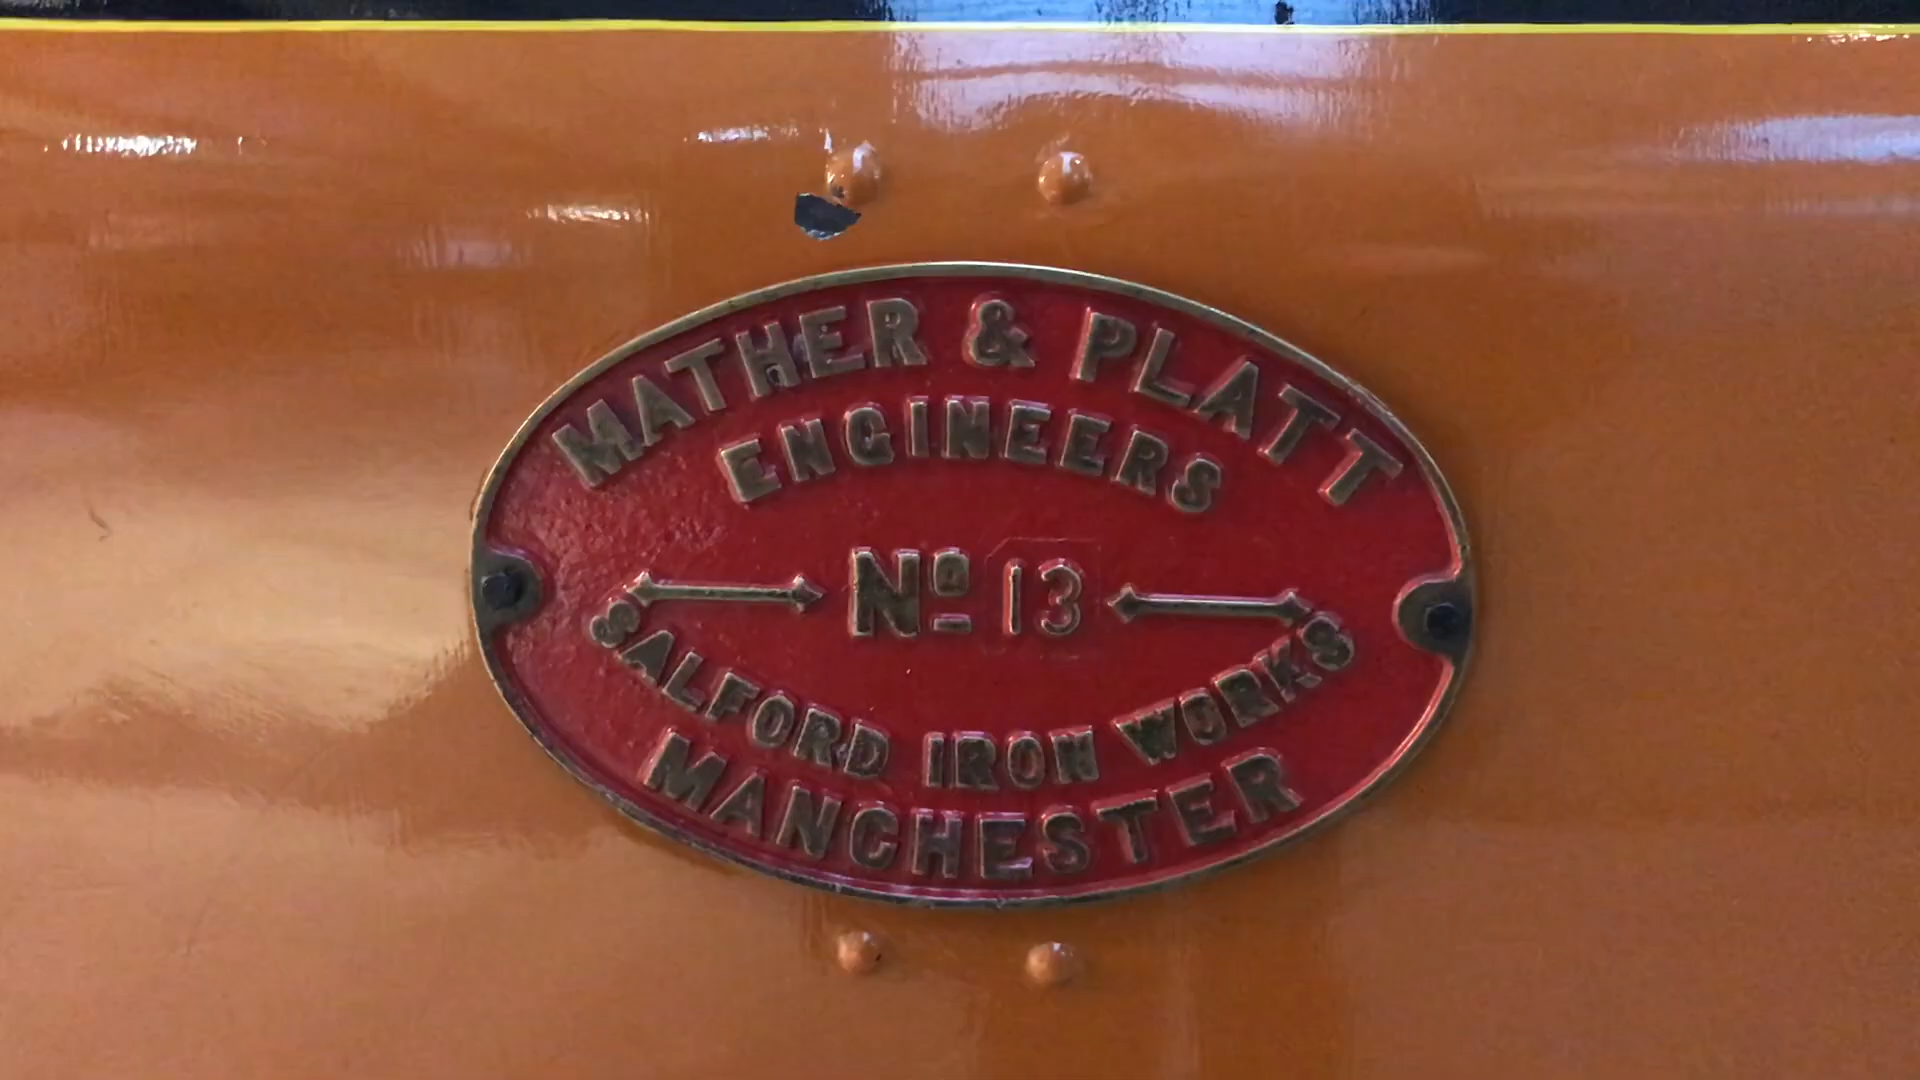 MATHER & PLATT
ENGINEERS
Nº 13
SALFORD IRON WORKS
MANCHESTER